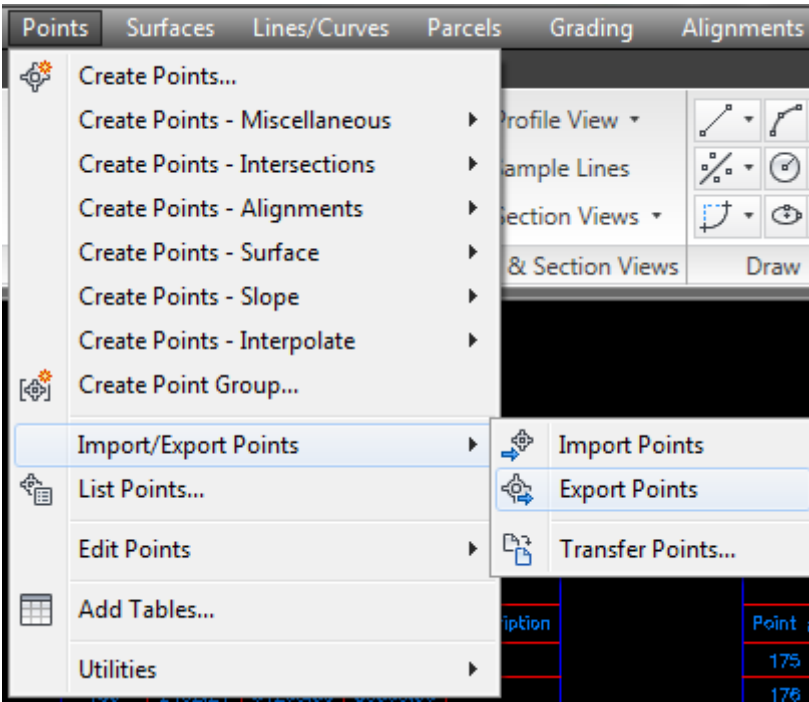 Points Surfaces Lines/Curves Parcels Grading Alignments
Create Points...
Create Points - Miscellaneous
Profile View
Create Points - Intersections
Sample Lines
Create Points - Alignments
Section Views
Create Points - Surface
& Section Views Draw
Create Points - Slope
Create Points - Interpolate
Create Point Group...
Import/Export Points
Import Points
List Points...
Export Points
Edit Points
Transfer Points...
Add Tables...
Point
Utilities
175
176